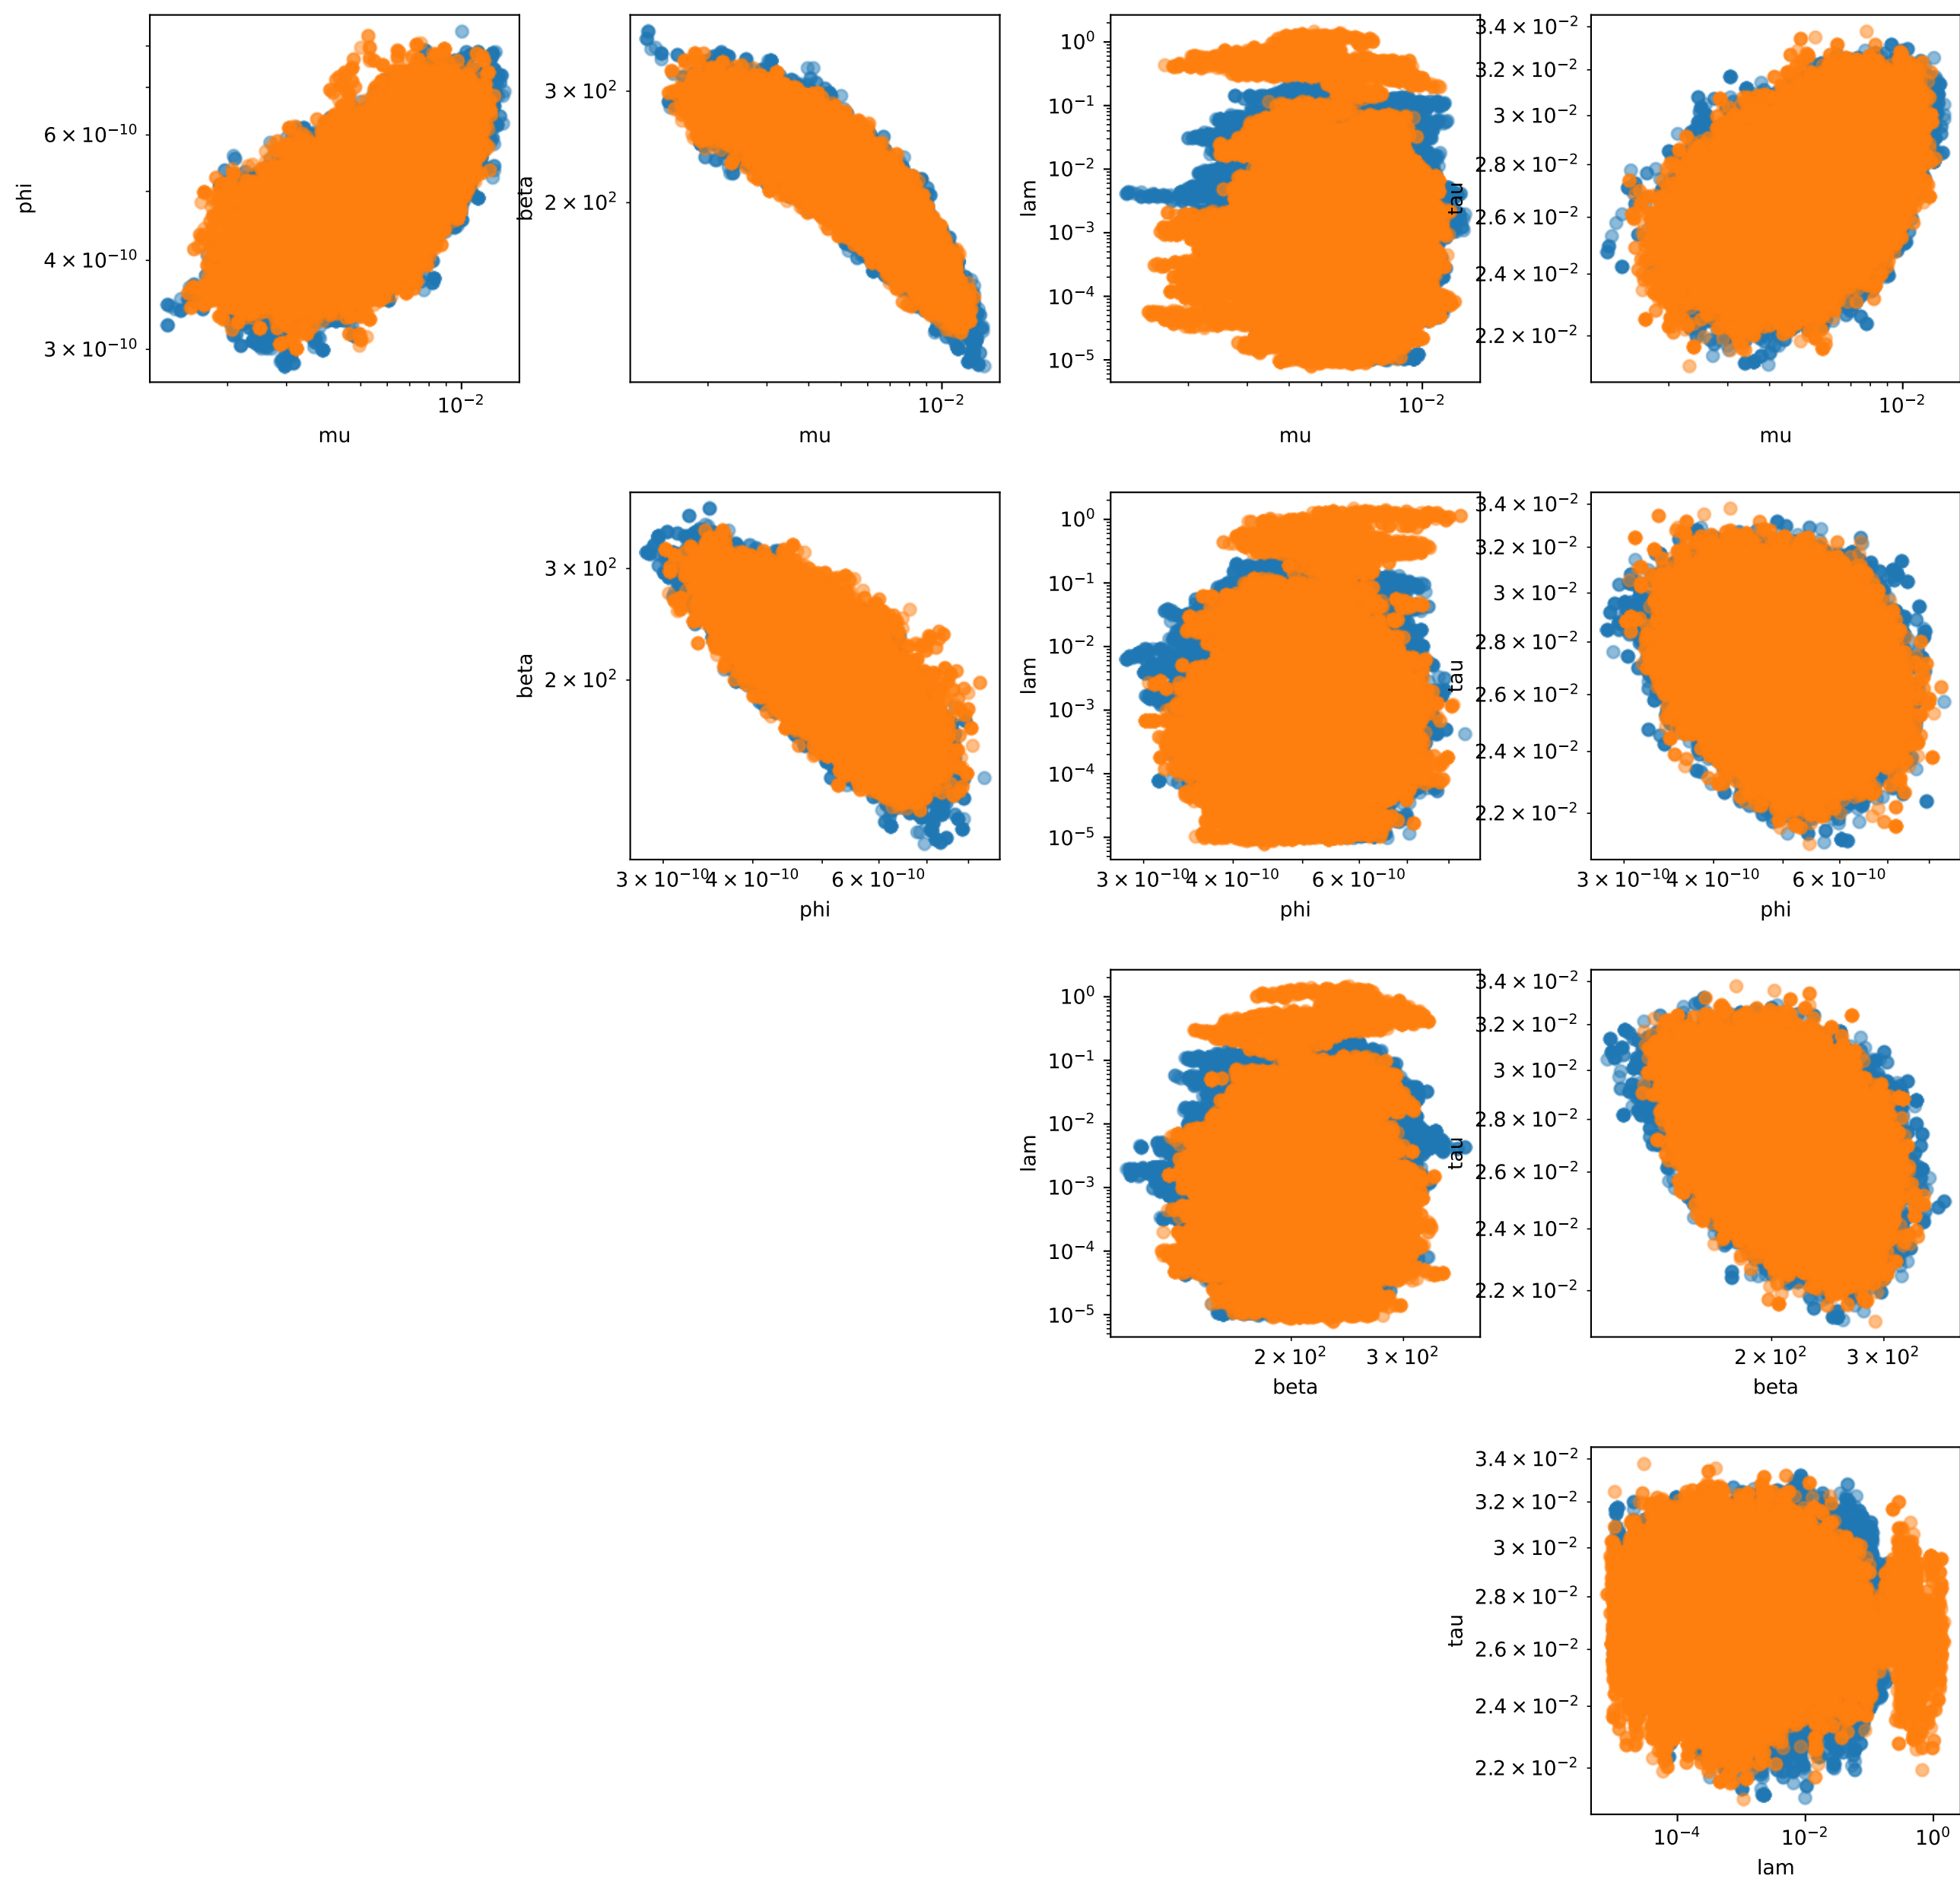 phi
6 × 10⁻¹⁰
4 × 10⁻¹⁰
3 × 10⁻¹⁰
10⁻²
mu
beta
3 × 10²
2 × 10²
10⁻²
mu
lam
10⁰
10⁻¹
10⁻²
10⁻³
10⁻⁴
10⁻⁵
10⁻²
mu
tau
3.4 × 10⁻²
3.2 × 10⁻²
3 × 10⁻²
2.8 × 10⁻²
2.6 × 10⁻²
2.4 × 10⁻²
2.2 × 10⁻²
10⁻²
mu
beta
3 × 10²
2 × 10²
3 × 10⁻¹⁰ 4 × 10⁻¹⁰ 6 × 10⁻¹⁰
phi
lam
10⁰
10⁻¹
10⁻²
10⁻³
10⁻⁴
10⁻⁵
3 × 10⁻¹⁰ 4 × 10⁻¹⁰ 6 × 10⁻¹⁰
phi
tau
3.4 × 10⁻²
3.2 × 10⁻²
3 × 10⁻²
2.8 × 10⁻²
2.6 × 10⁻²
2.4 × 10⁻²
2.2 × 10⁻²
3 × 10⁻¹⁰ 4 × 10⁻¹⁰ 6 × 10⁻¹⁰
phi
lam
10⁰
10⁻¹
10⁻²
10⁻³
10⁻⁴
10⁻⁵
2 × 10² 3 × 10²
beta
tau
3.4 × 10⁻²
3.2 × 10⁻²
3 × 10⁻²
2.8 × 10⁻²
2.6 × 10⁻²
2.4 × 10⁻²
2.2 × 10⁻²
2 × 10² 3 × 10²
beta
tau
3.4 × 10⁻²
3.2 × 10⁻²
3 × 10⁻²
2.8 × 10⁻²
2.6 × 10⁻²
2.4 × 10⁻²
2.2 × 10⁻²
10⁻⁴ 10⁻² 10⁰
lam